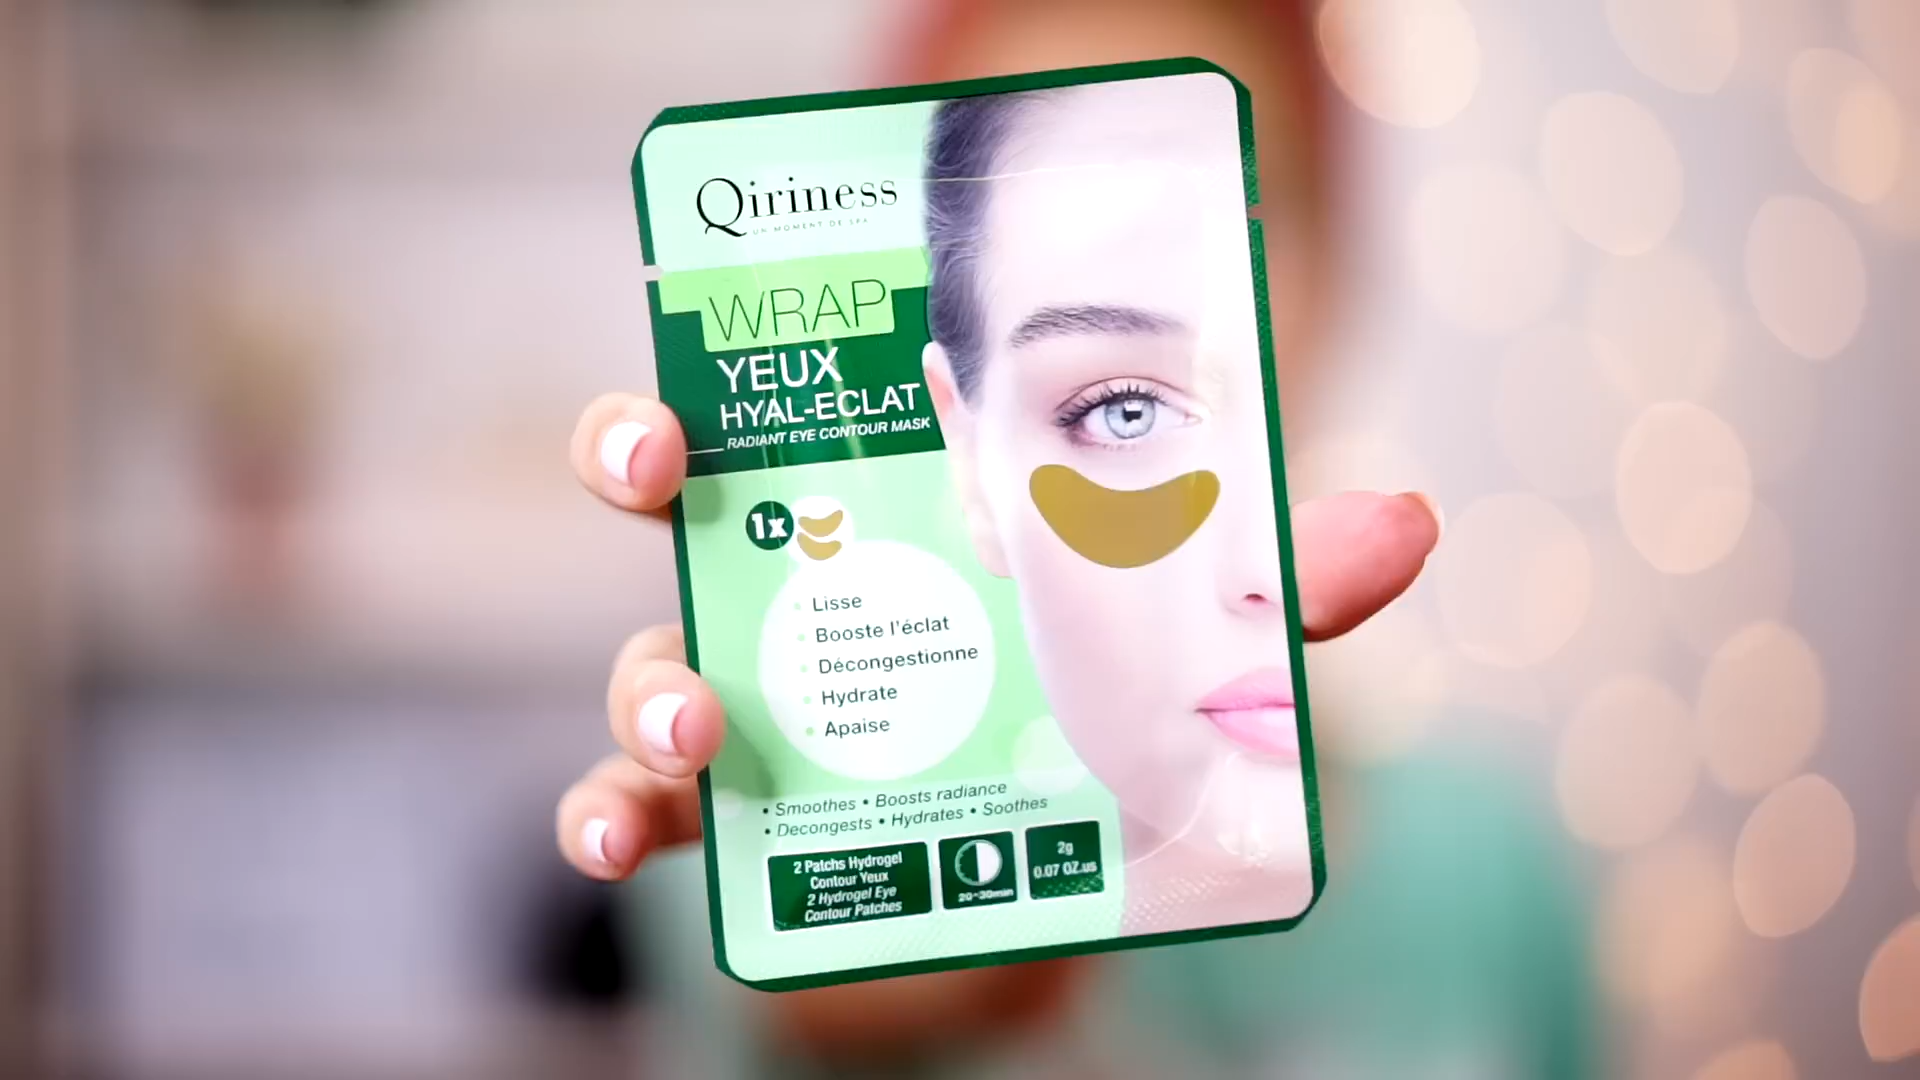 Qiriness
UN MOMENT DE SPA
WRAP
YEUX
HYAL-ECLAT
RADIANT EYE CONTOUR MASK
1x
Lisse
Booste l'éclat
Décongestionne
Hydrate
Apaise
• Smoothes • Boosts radiance
• Decongests • Hydrates • Soothes
2 Patchs Hydrogel
Contour Yeux
2 Hydrogel Eye
Contour Patches
20-30min
2g
0.07 OZ.US